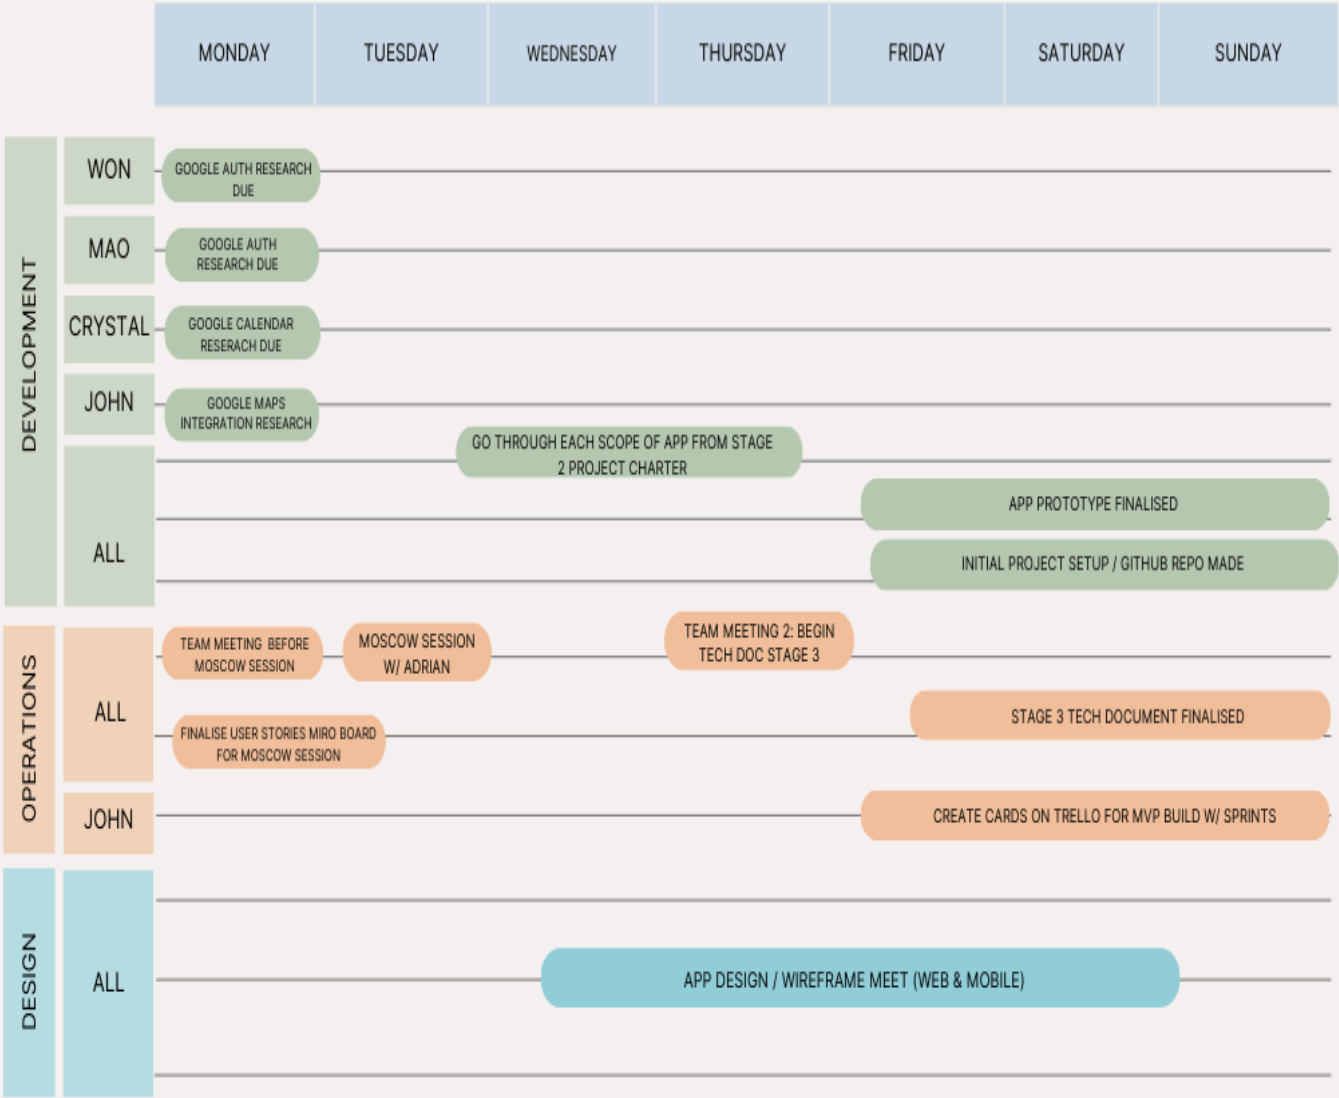 MONDAY
TUESDAY
WEDNESDAY
THURSDAY
FRIDAY
SATURDAY
SUNDAY
DEVELOPMENT
WON
GOOGLE AUTH RESEARCH
DUE
MAO
GOOGLE AUTH
RESEARCH DUE
CRYSTAL
GOOGLE CALENDAR
RESERACH DUE
JOHN
GOOGLE MAPS
INTEGRATION RESEARCH
ALL
GO THROUGH EACH SCOPE OF APP FROM STAGE
2 PROJECT CHARTER
APP PROTOTYPE FINALISED
INITIAL PROJECT SETUP / GITHUB REPO MADE
OPERATIONS
ALL
TEAM MEETING BEFORE
MOSCOW SESSION
MOSCOW SESSION
W/ ADRIAN
TEAM MEETING 2: BEGIN
TECH DOC STAGE 3
FINALISE USER STORIES MIRO BOARD
FOR MOSCOW SESSION
STAGE 3 TECH DOCUMENT FINALISED
JOHN
CREATE CARDS ON TRELLO FOR MVP BUILD W/ SPRINTS
DESIGN
ALL
APP DESIGN / WIREFRAME MEET (WEB & MOBILE)